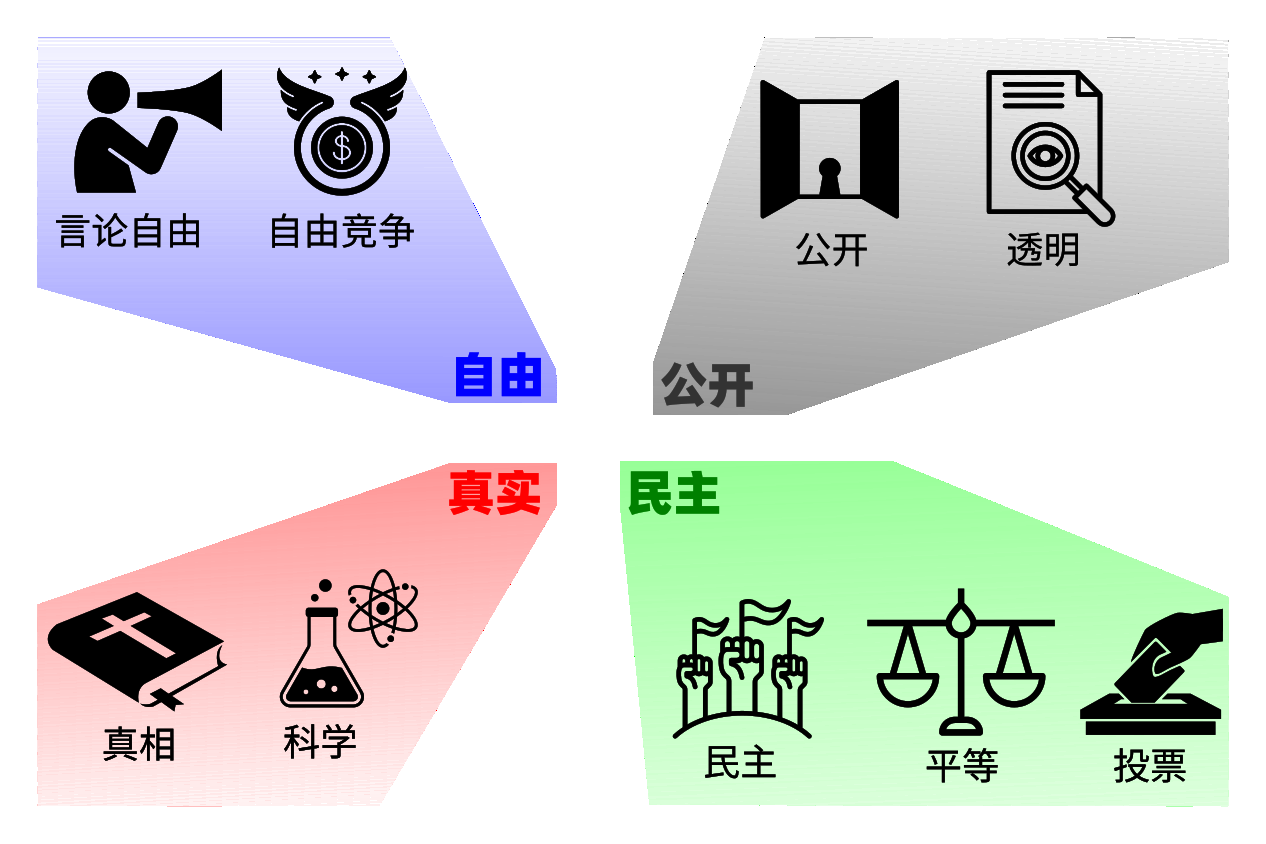 言论自由
自由竞争
自由
公开
透明
公开
真实
真相
科学
民主
民主
平等
投票
$